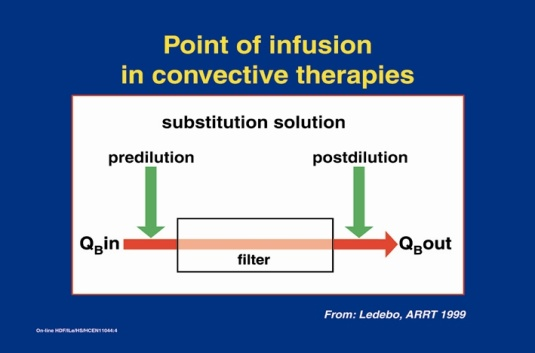 Point of infusion
in convective therapies
substitution solution
predilution postdilution
QBin QBout
filter
From: Ledebo, ARRT 1999
On-line HDF/ILa/HS/HCEN11044:4